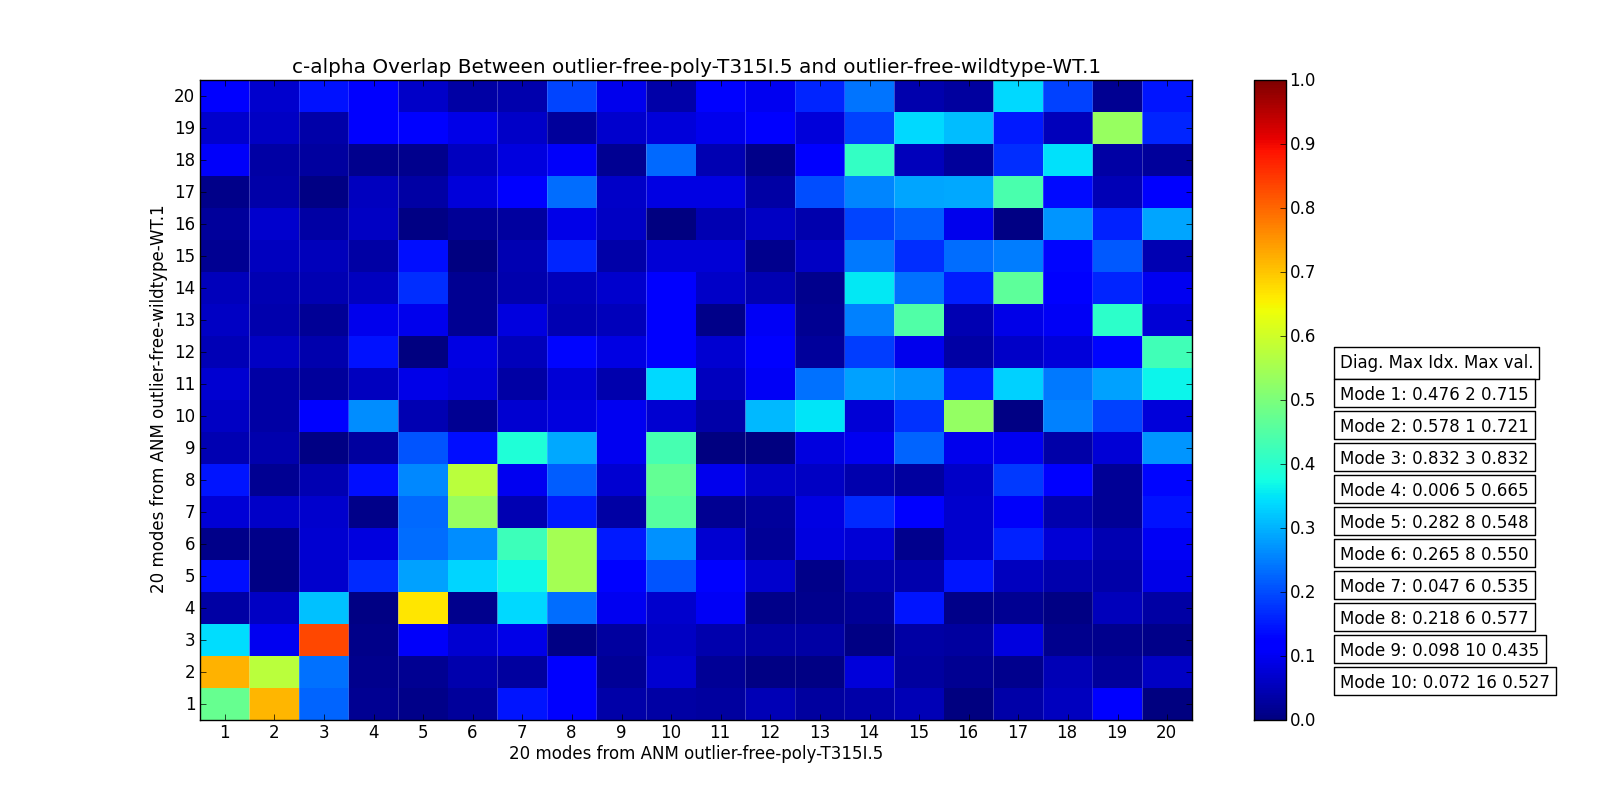 c-alpha Overlap Between outlier-free-poly-T315I.5 and outlier-free-wildtype-WT.1
20 modes from ANM outlier-free-wildtype-WT.1
20
19
18
17
16
15
14
13
12
11
10
9
8
7
6
5
4
3
2
1
1 2 3 4 5 6 7 8 9 10 11 12 13 14 15 16 17 18 19 20
20 modes from ANM outlier-free-poly-T315I.5
1.0
0.9
0.8
0.7
0.6
0.5
0.4
0.3
0.2
0.1
0.0
Diag. Max Idx. Max val.
Mode 1: 0.476 2 0.715
Mode 2: 0.578 1 0.721
Mode 3: 0.832 3 0.832
Mode 4: 0.006 5 0.665
Mode 5: 0.282 8 0.548
Mode 6: 0.265 8 0.550
Mode 7: 0.047 6 0.535
Mode 8: 0.218 6 0.577
Mode 9: 0.098 10 0.435
Mode 10: 0.072 16 0.527